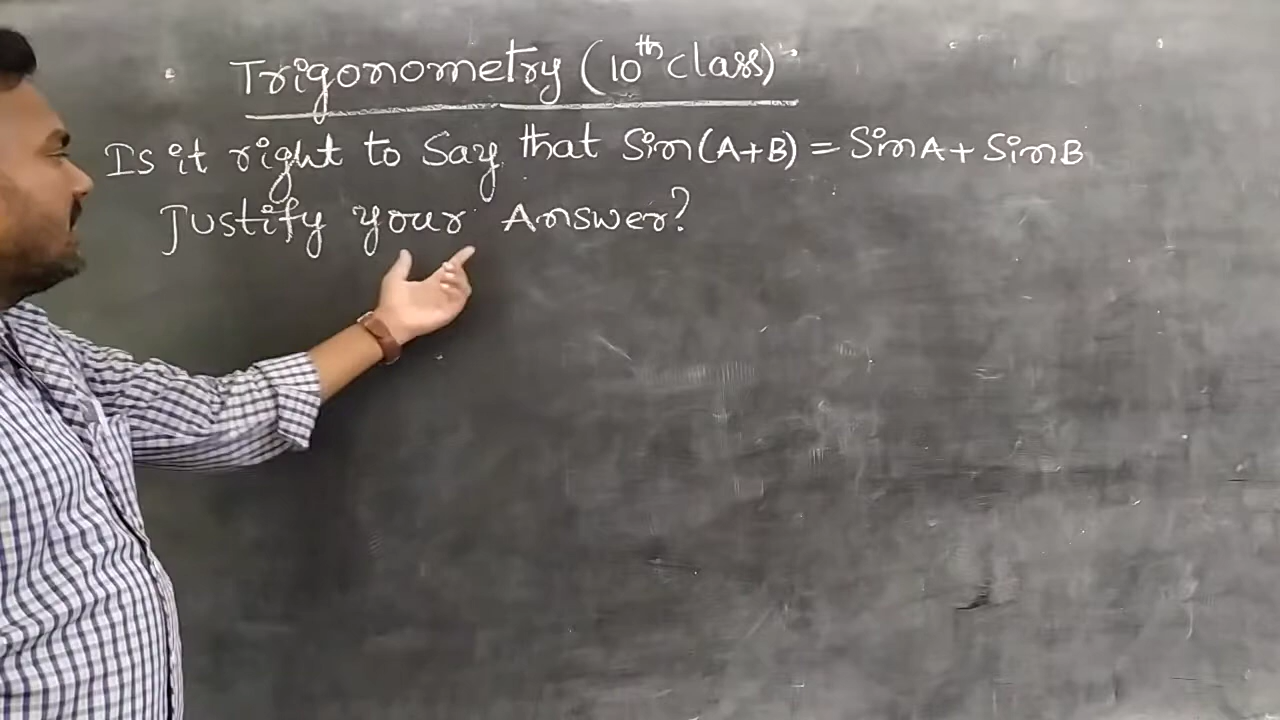 Trigonometry (10th class)
Is it right to Say that Sin(A+B) = SinA + SinB
Justify your Answer?